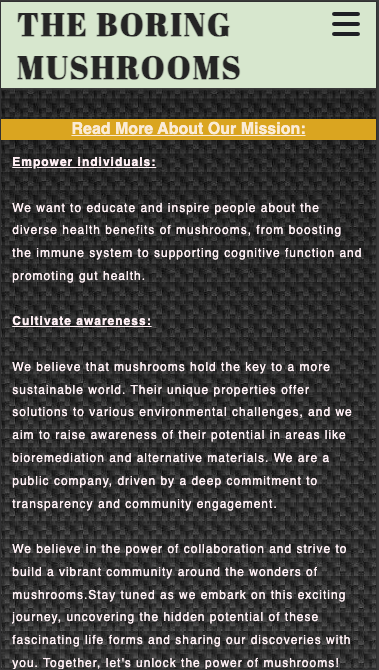 THE BORING
MUSHROOMS
Read More About Our Mission:
Empower individuals:
We want to educate and inspire people about the
diverse health benefits of mushrooms, from boosting
the immune system to supporting cognitive function and
promoting gut health.
Cultivate awareness:
We believe that mushrooms hold the key to a more
sustainable world. Their unique properties offer
solutions to various environmental challenges, and we
aim to raise awareness of their potential in areas like
bioremediation and alternative materials. We are a
public company, driven by a deep commitment to
transparency and community engagement.
We believe in the power of collaboration and strive to
build a vibrant community around the wonders of
mushrooms.Stay tuned as we embark on this exciting
journey, uncovering the hidden potential of these
fascinating life forms and sharing our discoveries with
you. Together, let's unlock the power of mushrooms!